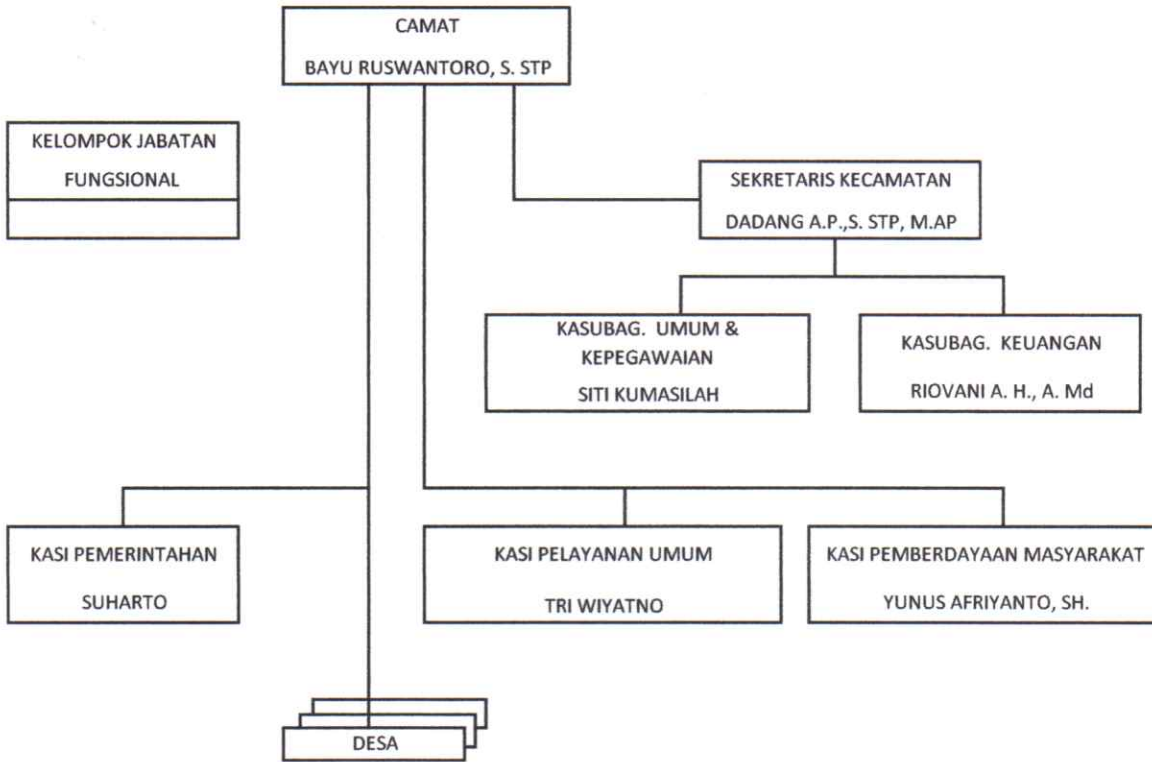 CAMAT
BAYU RUSWANTORO, S. STP
KELOMPOK JABATAN
FUNGSIONAL
SEKRETARIS KECAMATAN
DADANG A.P.,S. STP, M.AP
KASUBAG. UMUM &
KEPEGAWAIAN
SITI KUMASILAH
KASUBAG. KEUANGAN
RIOVANI A. H., A. Md
KASI PEMERINTAHAN
SUHARTO
KASI PELAYANAN UMUM
TRI WIYATNO
KASI PEMBERDAYAAN MASYARAKAT
YUNUS AFRIYANTO, SH.
DESA